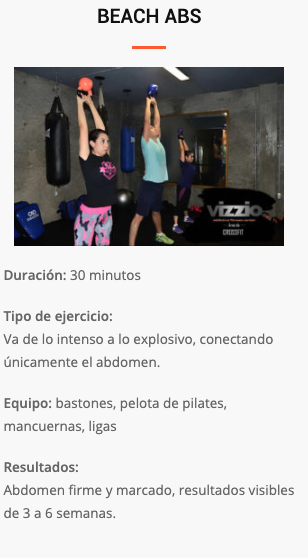 BEACH ABS
vizzio
CROSSFIT
Duración: 30 minutos
Tipo de ejercicio:
Va de lo intenso a lo explosivo, conectando
únicamente el abdomen.
Equipo: bastones, pelota de pilates,
mancuernas, ligas
Resultados:
Abdomen firme y marcado, resultados visibles
de 3 a 6 semanas.